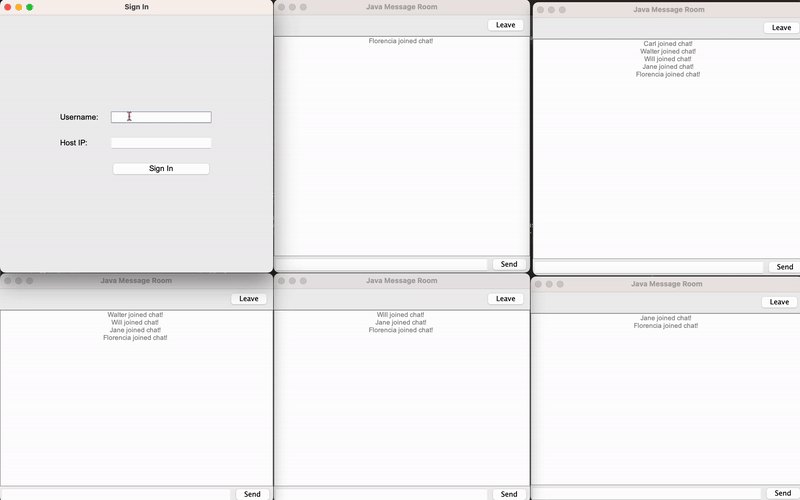 Sign In
Username:
Host IP:
Sign In
Java Message Room
Leave
Florencia joined chat!
Send
Java Message Room
Leave
Carl joined chat!
Walter joined chat!
Will joined chat!
Jane joined chat!
Florencia joined chat!
Send
Java Message Room
Leave
Walter joined chat!
Will joined chat!
Jane joined chat!
Florencia joined chat!
Send
Java Message Room
Leave
Will joined chat!
Jane joined chat!
Florencia joined chat!
Send
Java Message Room
Leave
Jane joined chat!
Florencia joined chat!
Send